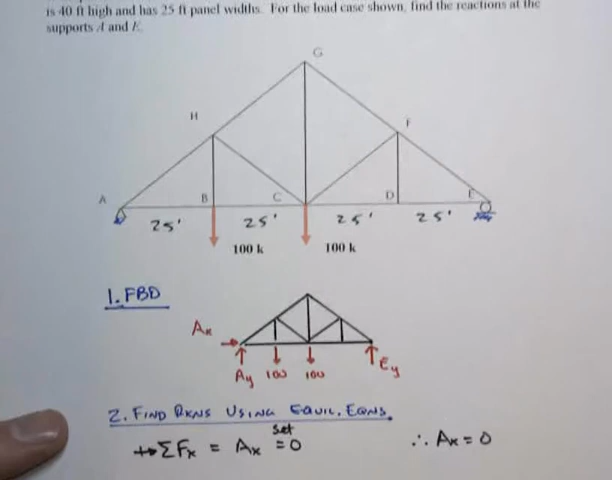 is 40 ft high and has 25 ft panel widths. For the load case shown, find the reactions at the
supports A and E.
G
H
F
A
B
C
D
E
25'
25'
25'
25'
100 k
100 k
1. FBD
Ax
Ay
100
100
Ey
2. FIND RXNS USING EQUIL. EQNS.
→+ΣFx = Ax set = 0
∴ Ax = 0